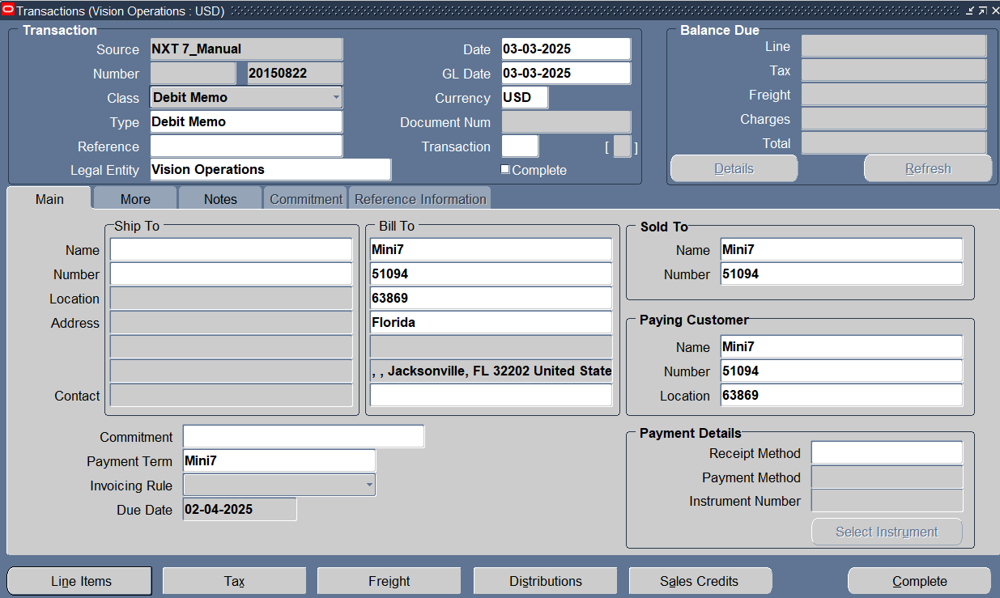 Transactions (Vision Operations : USD)
Transaction
Source NXT 7_Manual
Number 20150822
Class Debit Memo
Type Debit Memo
Reference
Legal Entity Vision Operations
Date 03-03-2025
GL Date 03-03-2025
Currency USD
Document Num
Transaction [ ]
Complete
Balance Due
Line
Tax
Freight
Charges
Total
Details Refresh
Main More Notes Commitment Reference Information
Ship To
Name
Number
Location
Address
Contact
Bill To
Mini7
51094
63869
Florida
, , Jacksonville, FL 32202 United State
Sold To
Name Mini7
Number 51094
Paying Customer
Name Mini7
Number 51094
Location 63869
Commitment
Payment Term Mini7
Invoicing Rule
Due Date 02-04-2025
Payment Details
Receipt Method
Payment Method
Instrument Number
Select Instrument
Line Items Tax Freight Distributions Sales Credits Complete